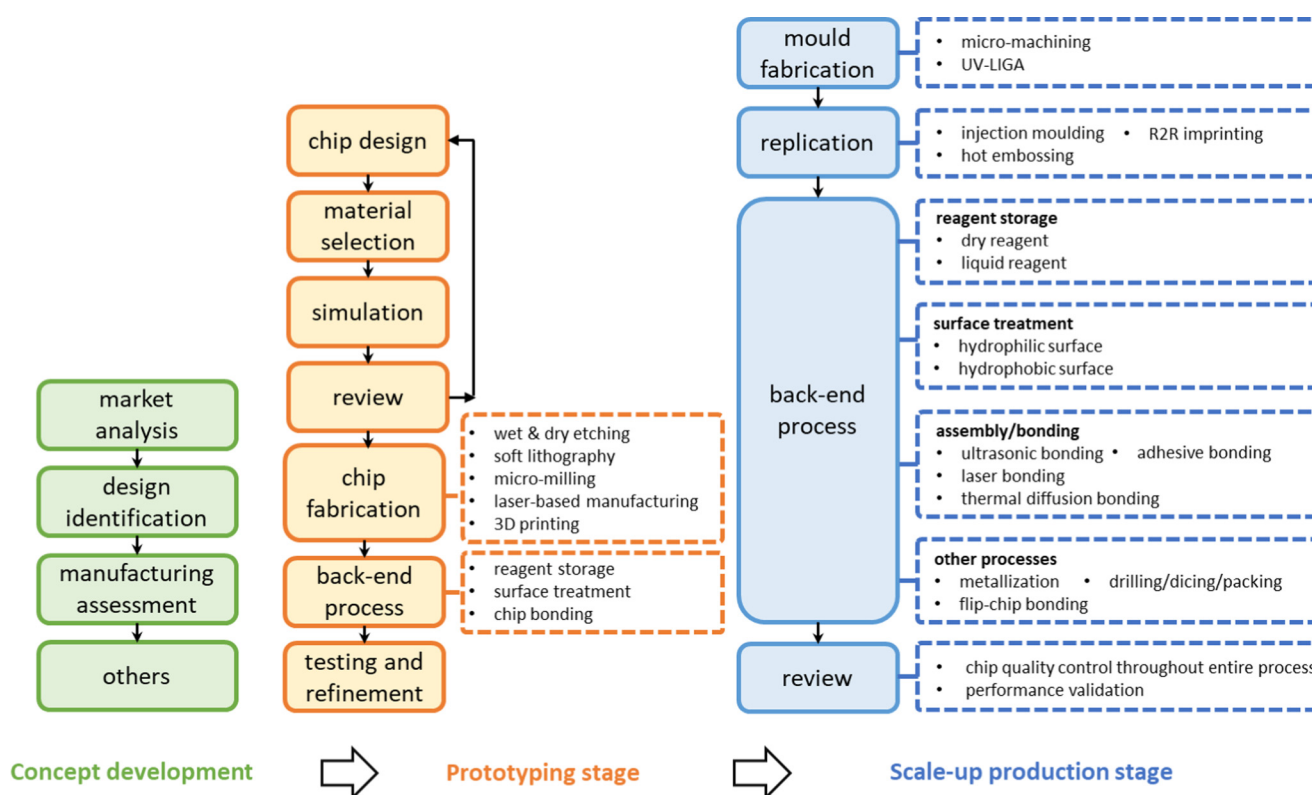 market
analysis
design
identification
manufacturing
assessment
others
chip design
material
selection
simulation
review
chip
fabrication
• wet & dry etching
• soft lithography
• micro-milling
• laser-based manufacturing
• 3D printing
back-end
process
• reagent storage
• surface treatment
• chip bonding
testing and
refinement
mould
fabrication
• micro-machining
• UV-LIGA
replication
• injection moulding • R2R imprinting
• hot embossing
back-end
process
reagent storage
• dry reagent
• liquid reagent
surface treatment
• hydrophilic surface
• hydrophobic surface
assembly/bonding
• ultrasonic bonding • adhesive bonding
• laser bonding
• thermal diffusion bonding
other processes
• metallization • drilling/dicing/packing
• flip-chip bonding
review
• chip quality control throughout entire process
• performance validation
Concept development
Prototyping stage
Scale-up production stage